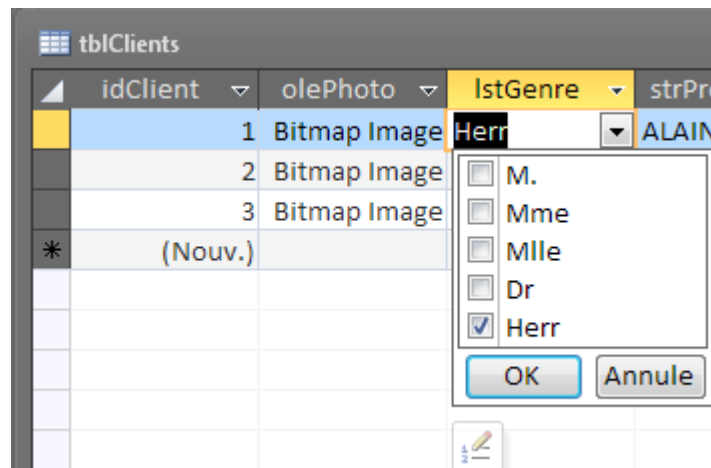 tblClients
idClient olePhoto lstGenre strPr
1 Bitmap Image Herr ALAIN
2 Bitmap Image
3 Bitmap Image
(Nouv.)
M.
Mme
Mlle
Dr
Herr
OK Annule